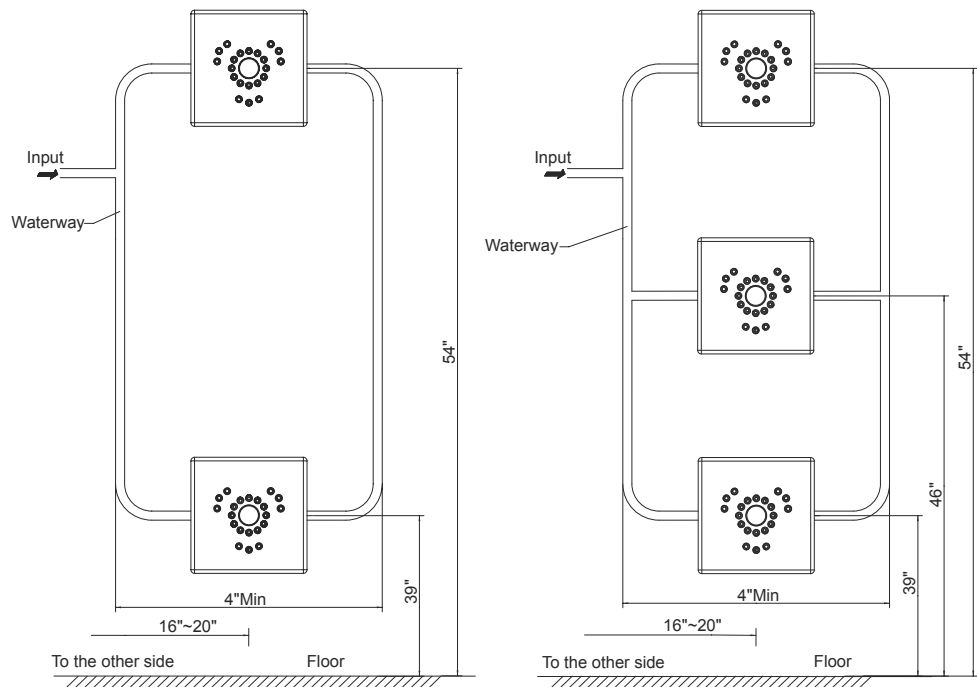 Input
Waterway
54"
39"
4"Min
16"~20"
To the other side
Floor
Input
Waterway
54"
46"
39"
4"Min
16"~20"
To the other side
Floor